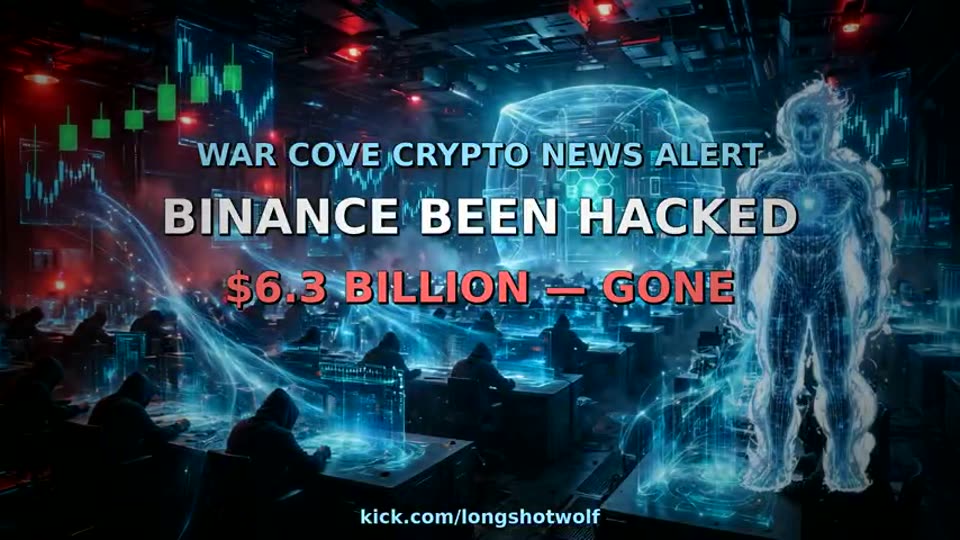 WAR COVE CRYPTO NEWS ALERT
BINANCE BEEN HACKED
$6.3 BILLION — GONE
kick.com/longshotwolf